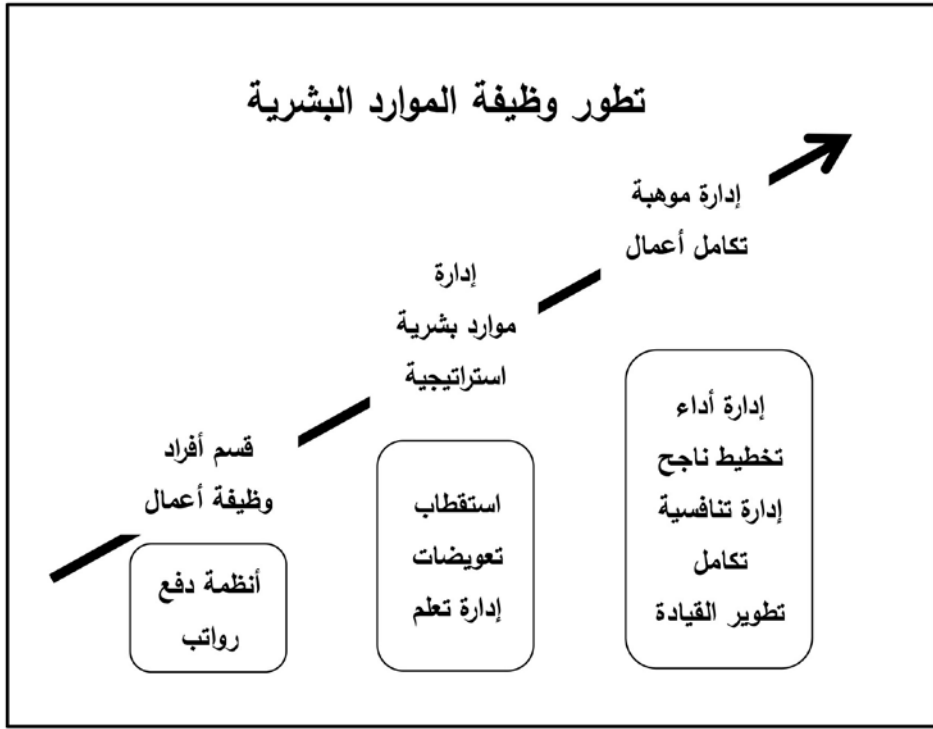 تطور وظيفة الموارد البشرية
إدارة موهبة
تكامل أعمال
إدارة
موارد بشرية
استراتيجية
قسم أفراد
وظيفة أعمال
إدارة أداء
تخطيط ناجح
إدارة تنافسية
تكامل
تطوير القيادة
استقطاب
تعويضات
إدارة تعلم
أنظمة دفع
رواتب